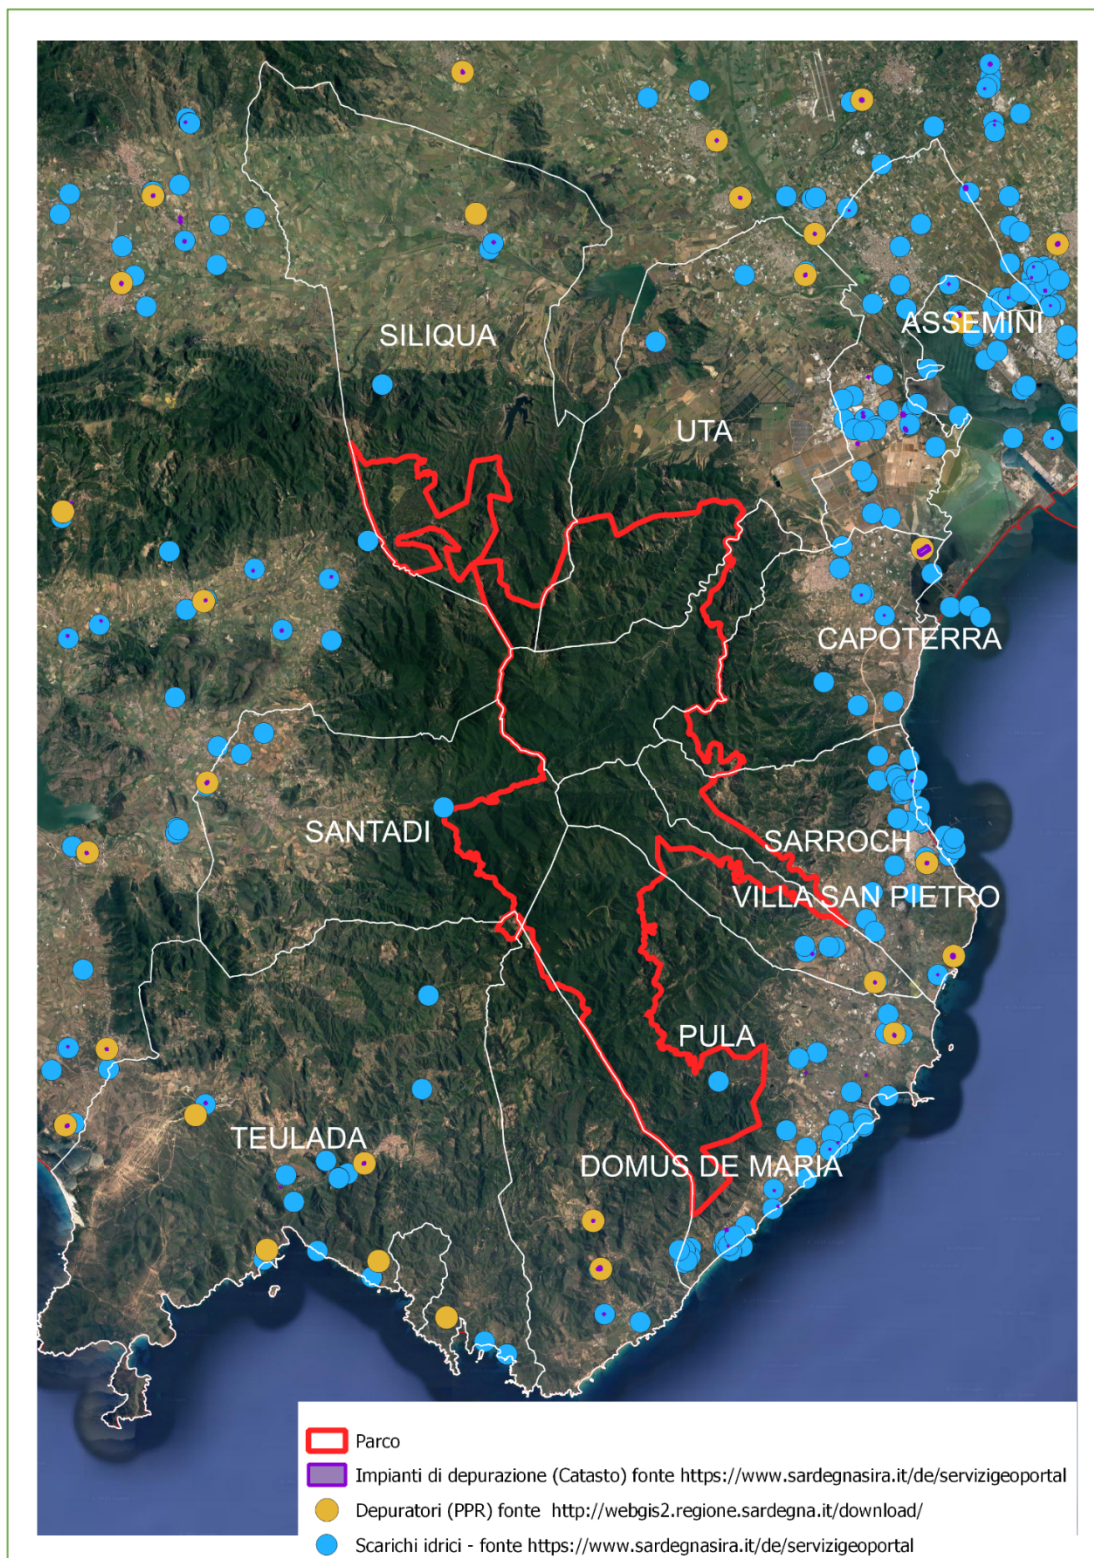 SILIQUA
ASSEMINI
UTA
CAPOTERRA
SANTADI
SARROCH
VILLA SAN PIETRO
PULA
TEULADA
DOMUS DE MARIA
Parco
Impianti di depurazione (Catasto) fonte https://www.sardegnasira.it/de/servizigeoportal
Depuratori (PPR) fonte http://webgis2.regione.sardegna.it/download/
Scarichi idrici - fonte https://www.sardegnasira.it/de/servizigeoportal